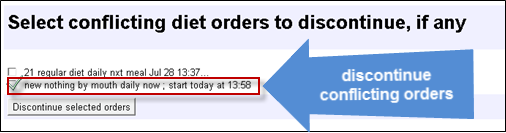 Select conflicting diet orders to discontinue, if any
21 regular diet daily nxt meal Jul 28 13:37...
new nothing by mouth daily now ; start today at 13:58
Discontinue selected orders
discontinue
conflicting orders